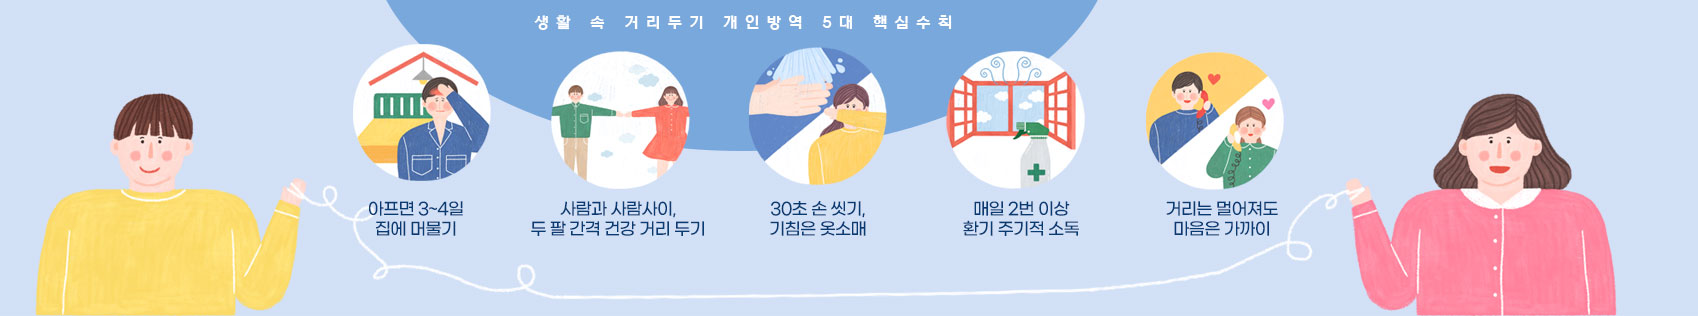 생활 속 거리두기 개인방역 5대 핵심수칙
아프면 3~4일
집에 머물기
사람과 사람사이,
두 팔 간격 건강 거리 두기
30초 손 씻기,
기침은 옷소매
매일 2번 이상
환기 주기적 소독
거리는 멀어져도
마음은 가까이